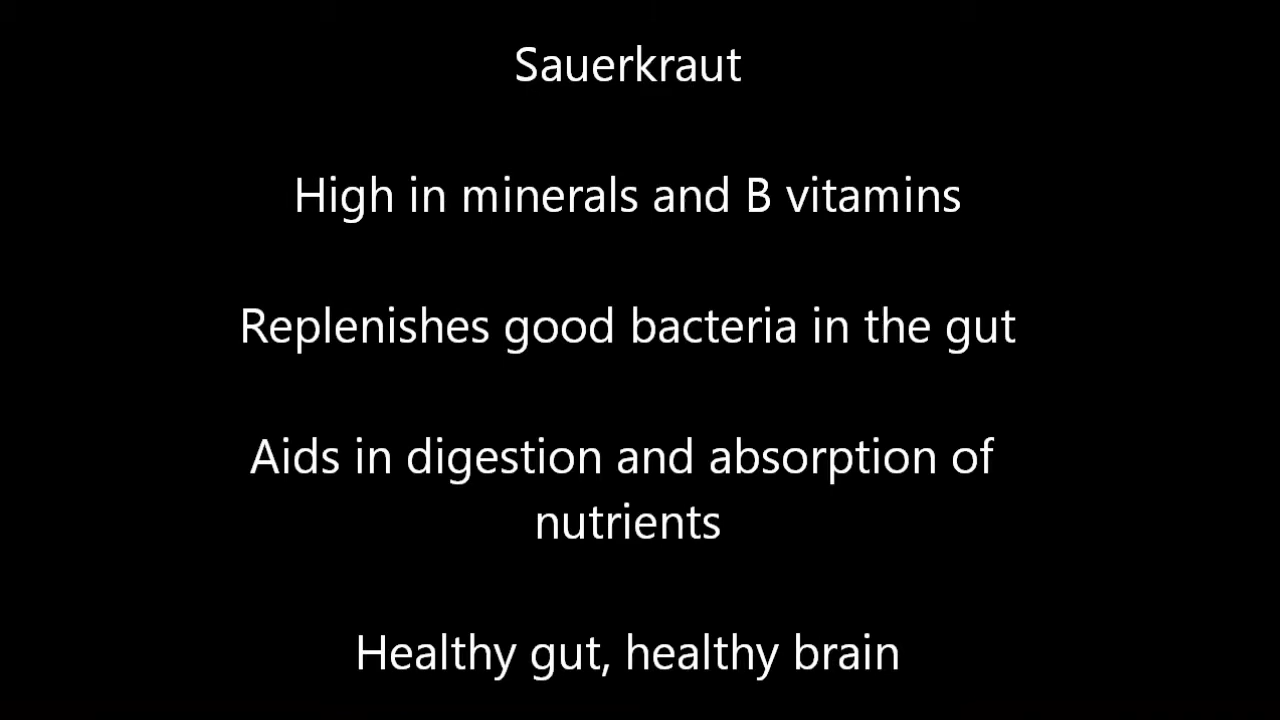 Sauerkraut
High in minerals and B vitamins
Replenishes good bacteria in the gut
Aids in digestion and absorption of
nutrients
Healthy gut, healthy brain